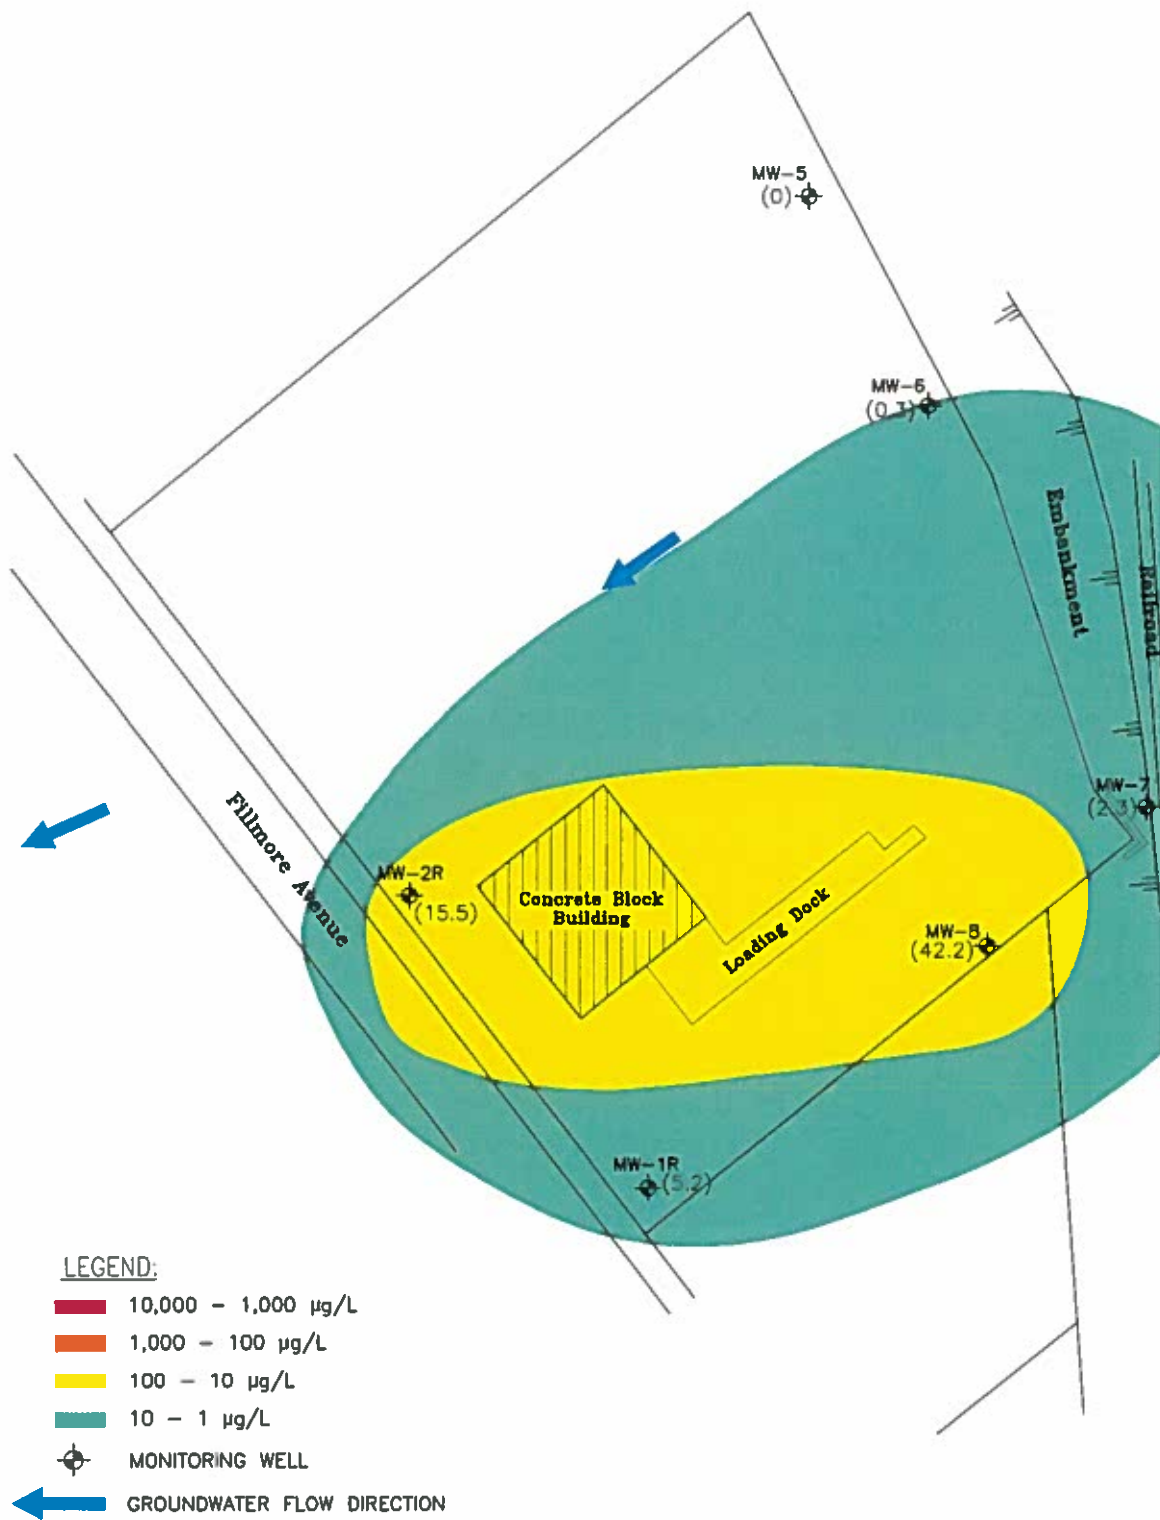 MW-5
(0)
MW-6
(0.3)
Embankment
Railroad
MW-7
(2.3)
Fillmore Avenue
MW-2R
(15.5)
Concrete Block
Building
Loading Dock
MW-8
(42.2)
MW-1R
(5.2)
LEGEND:
10,000 - 1,000 µg/L
1,000 - 100 µg/L
100 - 10 µg/L
10 - 1 µg/L
MONITORING WELL
GROUNDWATER FLOW DIRECTION